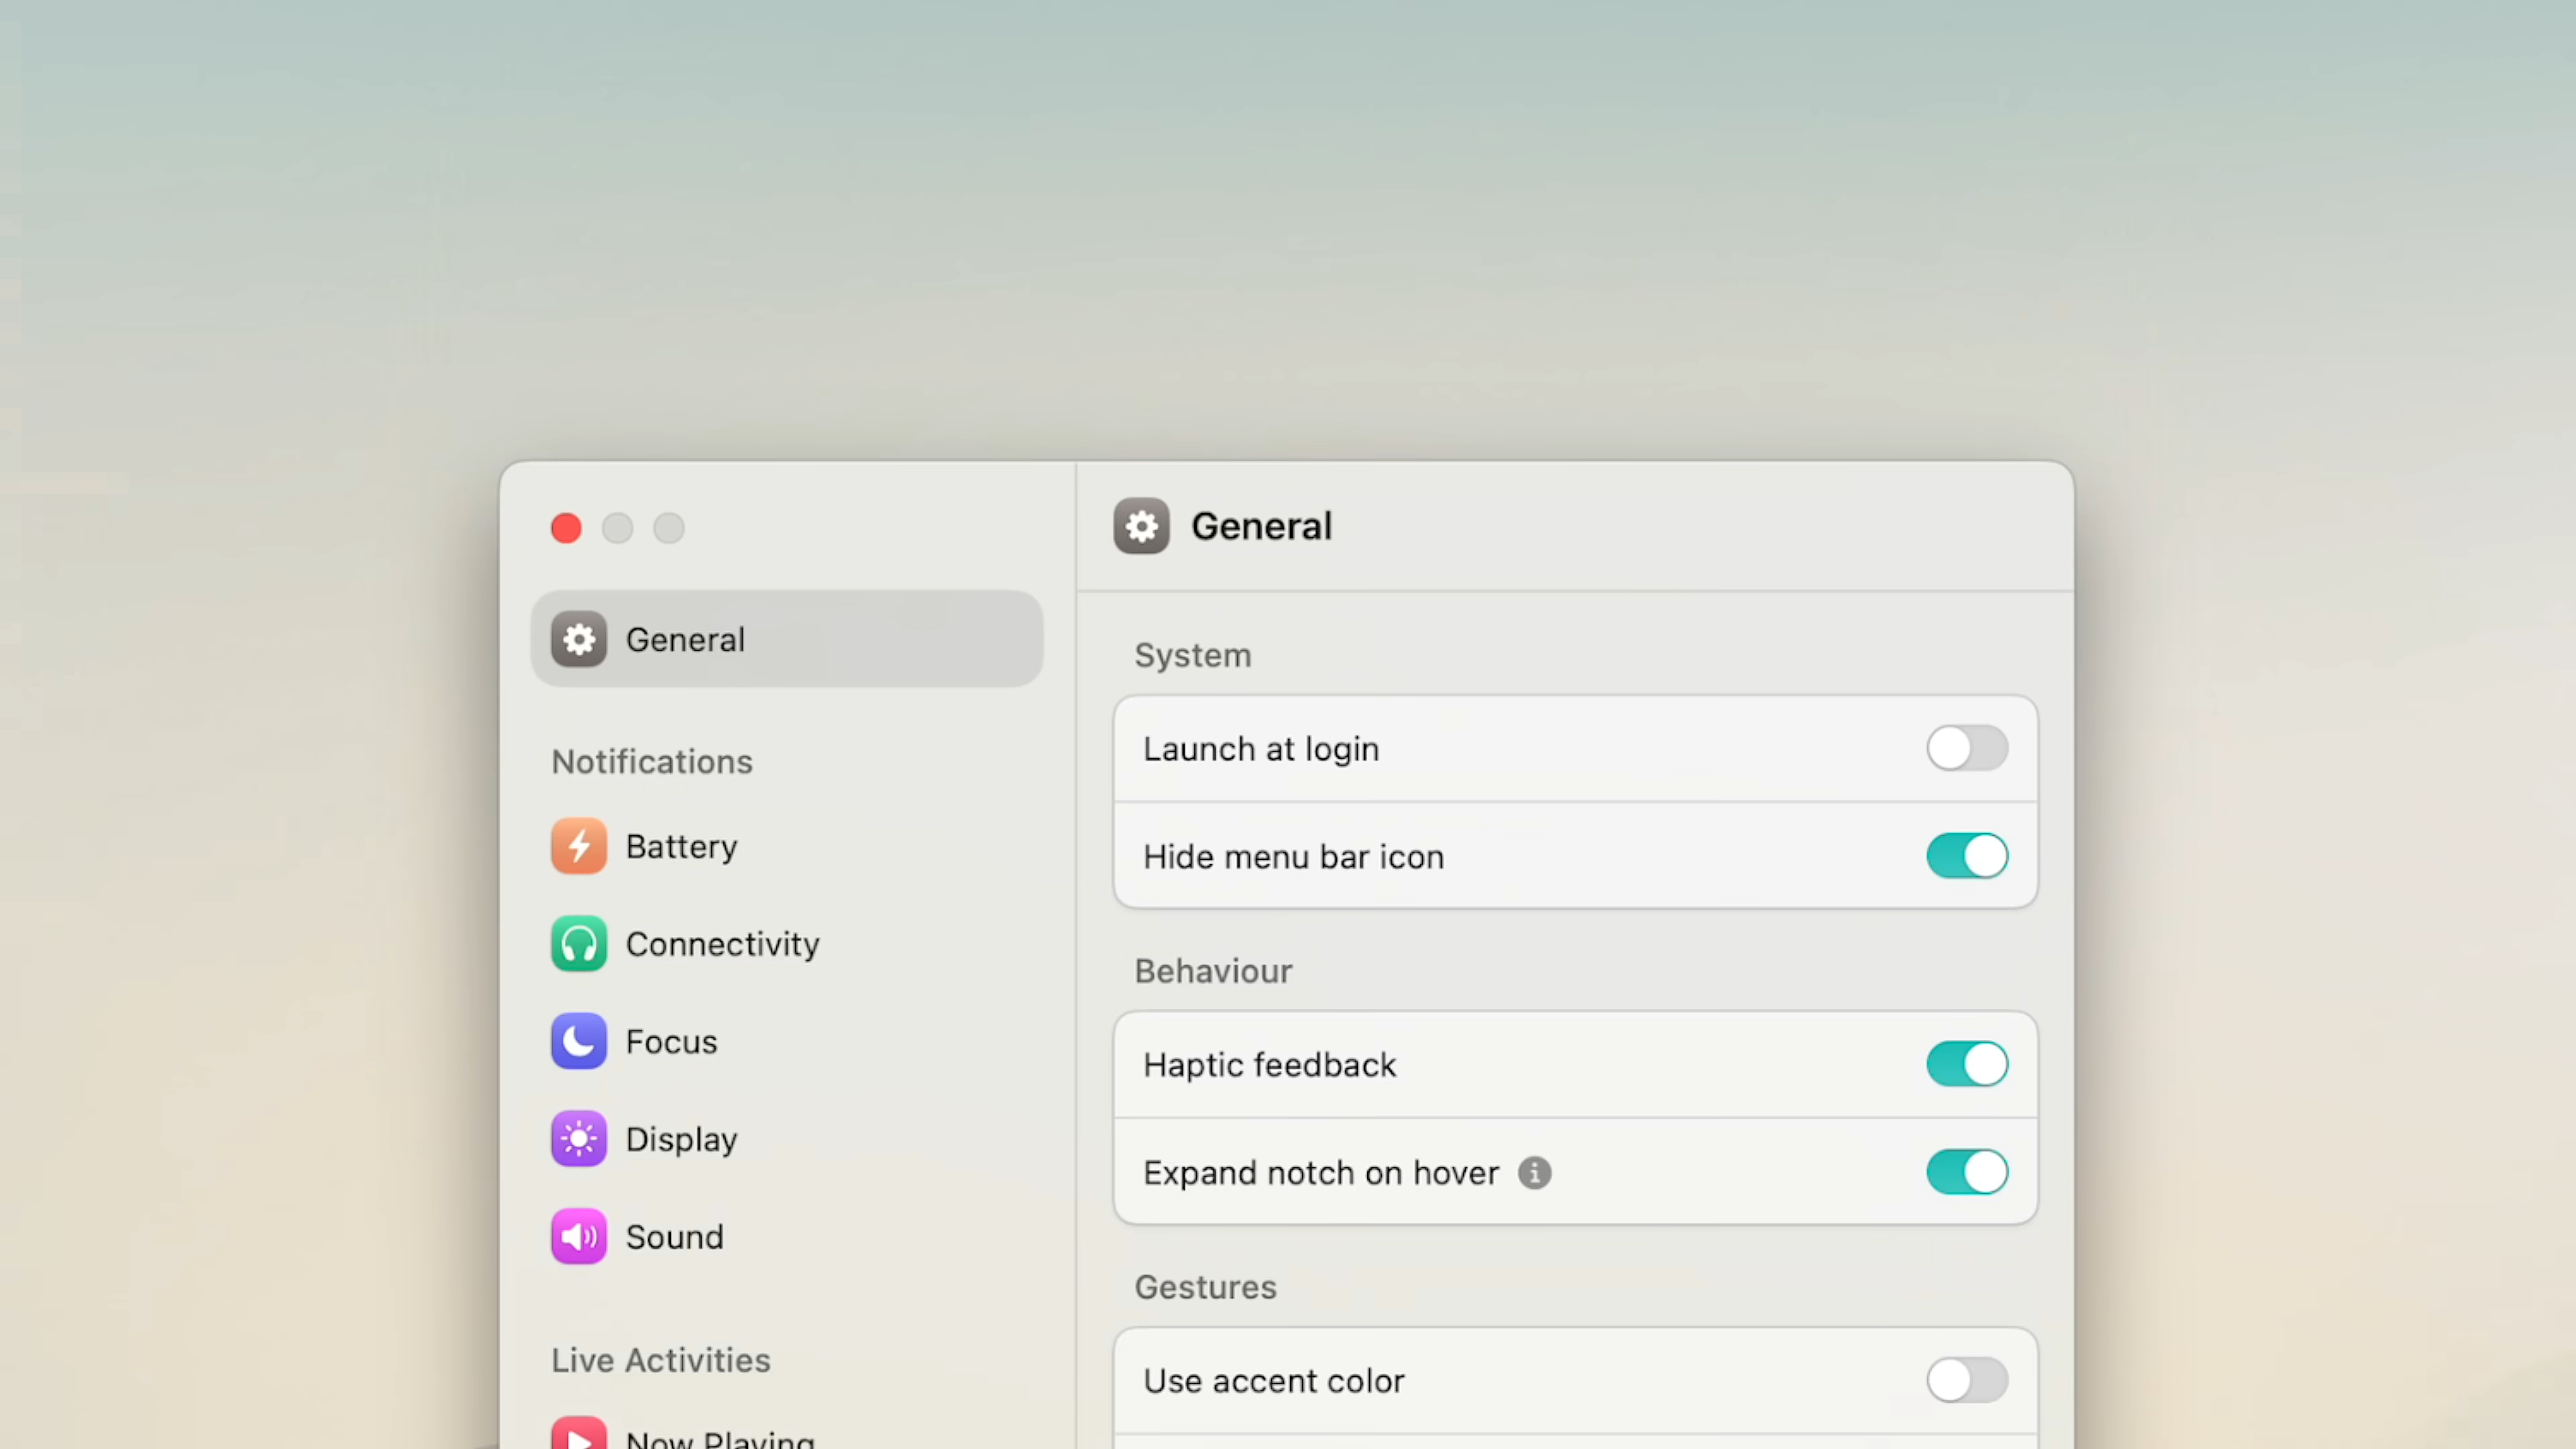 General
Notifications
Battery
Connectivity
Focus
Display
Sound
Live Activities
Now Playing
General
System
Launch at login
Hide menu bar icon
Behaviour
Haptic feedback
Expand notch on hover
Gestures
Use accent color